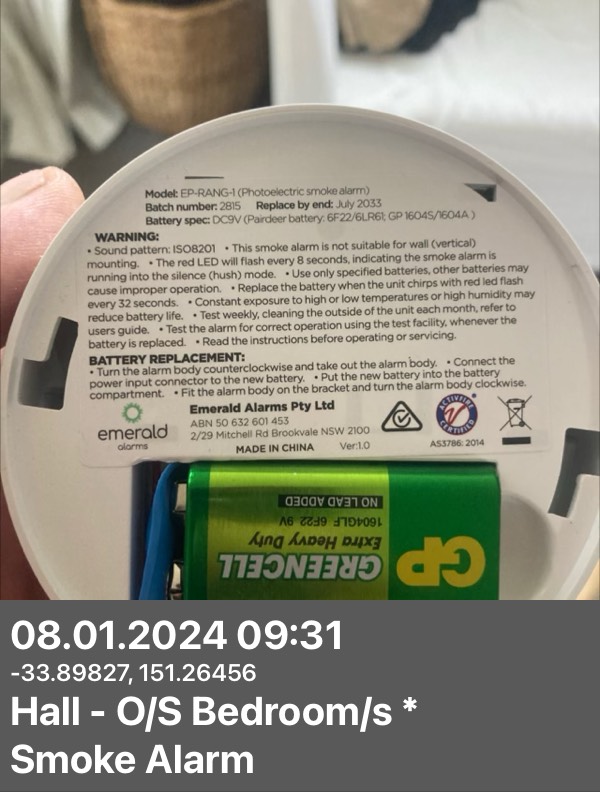 Model: EP-RANG-1 (Photoelectric smoke alarm)
Batch number: 2815 Replace by end: July 2033
Battery spec: DC9V (Pairdeer battery: 6F22/6LR61; GP 1604S/1604A )
WARNING:
• Sound pattern: ISO8201 • This smoke alarm is not suitable for wall (vertical)
mounting. • The red LED will flash every 8 seconds, indicating the smoke alarm is
running into the silence (hush) mode. • Use only specified batteries, other batteries may
cause improper operation. • Replace the battery when the unit chirps with red led flash
every 32 seconds. • Constant exposure to high or low temperatures or high humidity may
reduce battery life. • Test weekly, cleaning the outside of the unit each month, refer to
users guide. • Test the alarm for correct operation using the test facility, whenever the
battery is replaced. • Read the instructions before operating or servicing.
BATTERY REPLACEMENT:
• Turn the alarm body counterclockwise and take out the alarm body. • Connect the
power input connector to the new battery. • Put the new battery into the battery
compartment. • Fit the alarm body on the bracket and turn the alarm body clockwise.
emerald
alarms
Emerald Alarms Pty Ltd
ABN 50 632 601 453
2/29 Mitchell Rd Brookvale NSW 2100
MADE IN CHINA Ver:1.0
ACTIVFIRE
CERTIFIED
AS3786: 2014
GP
GREENCELL
Extra Heavy Duty
1604GLF 6F22 9V
NO LEAD ADDED
08.01.2024 09:31
-33.89827, 151.26456
Hall - O/S Bedroom/s *
Smoke Alarm